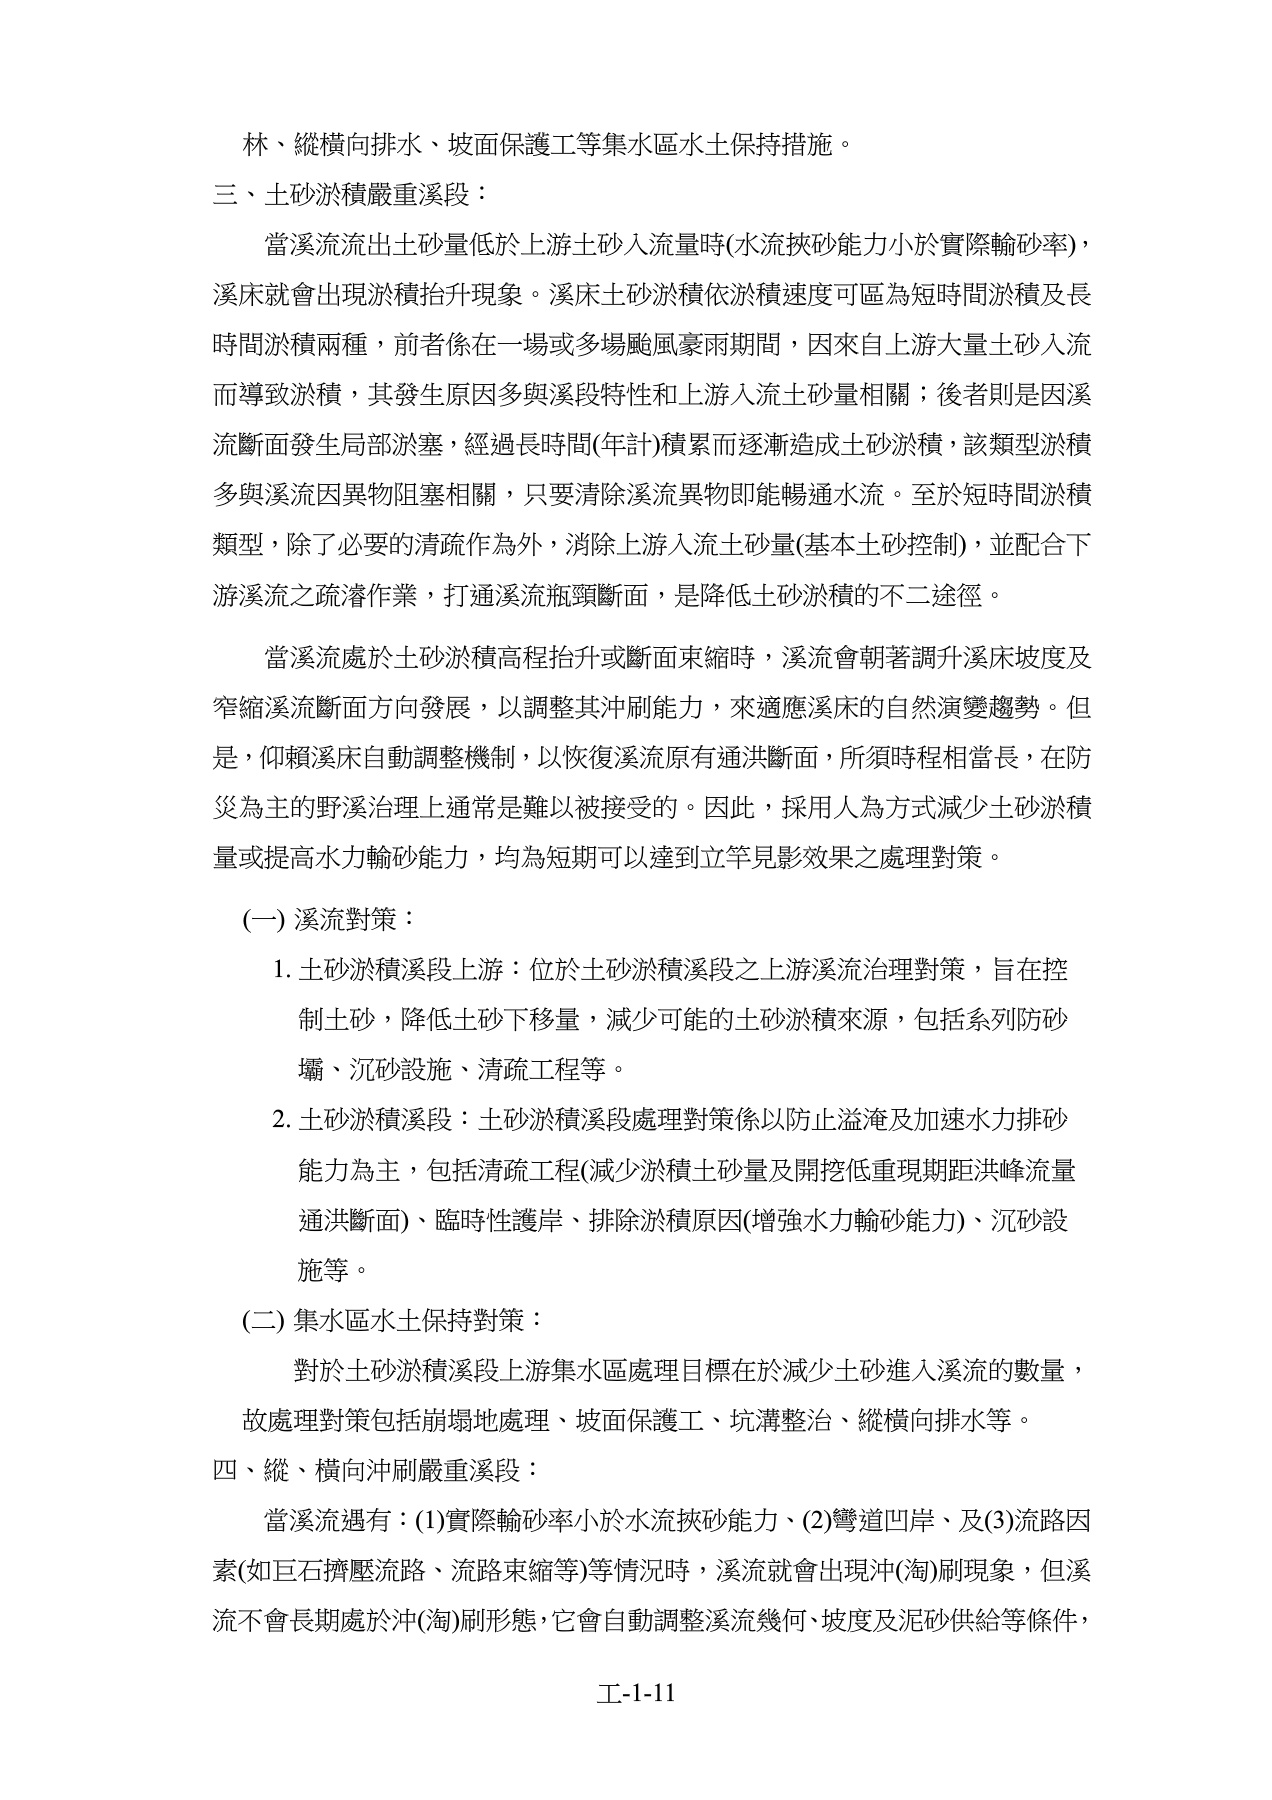 林、縱橫向排水、坡面保護工等集水區水土保持措施。
三、土砂淤積嚴重溪段：
當溪流流出土砂量低於上游土砂入流量時(水流挾砂能力小於實際輸砂率)，
溪床就會出現淤積抬升現象。溪床土砂淤積依淤積速度可區為短時間淤積及長
時間淤積兩種，前者係在一場或多場颱風豪雨期間，因來自上游大量土砂入流
而導致淤積，其發生原因多與溪段特性和上游入流土砂量相關；後者則是因溪
流斷面發生局部淤塞，經過長時間(年計)積累而逐漸造成土砂淤積，該類型淤積
多與溪流因異物阻塞相關，只要清除溪流異物即能暢通水流。至於短時間淤積
類型，除了必要的清疏作為外，消除上游入流土砂量(基本土砂控制)，並配合下
游溪流之疏濬作業，打通溪流瓶頸斷面，是降低土砂淤積的不二途徑。
當溪流處於土砂淤積高程抬升或斷面束縮時，溪流會朝著調升溪床坡度及
窄縮溪流斷面方向發展，以調整其沖刷能力，來適應溪床的自然演變趨勢。但
是，仰賴溪床自動調整機制，以恢復溪流原有通洪斷面，所須時程相當長，在防
災為主的野溪治理上通常是難以被接受的。因此，採用人為方式減少土砂淤積
量或提高水力輸砂能力，均為短期可以達到立竿見影效果之處理對策。
(一) 溪流對策：
1. 土砂淤積溪段上游：位於土砂淤積溪段之上游溪流治理對策，旨在控
制土砂，降低土砂下移量，減少可能的土砂淤積來源，包括系列防砂
壩、沉砂設施、清疏工程等。
2. 土砂淤積溪段：土砂淤積溪段處理對策係以防止溢淹及加速水力排砂
能力為主，包括清疏工程(減少淤積土砂量及開挖低重現期距洪峰流量
通洪斷面)、臨時性護岸、排除淤積原因(增強水力輸砂能力)、沉砂設
施等。
(二) 集水區水土保持對策：
對於土砂淤積溪段上游集水區處理目標在於減少土砂進入溪流的數量，
故處理對策包括崩塌地處理、坡面保護工、坑溝整治、縱橫向排水等。
四、縱、橫向沖刷嚴重溪段：
當溪流遇有：(1)實際輸砂率小於水流挾砂能力、(2)彎道凹岸、及(3)流路因
素(如巨石擠壓流路、流路束縮等)等情況時，溪流就會出現沖(淘)刷現象，但溪
流不會長期處於沖(淘)刷形態，它會自動調整溪流幾何、坡度及泥砂供給等條件，
工-1-11